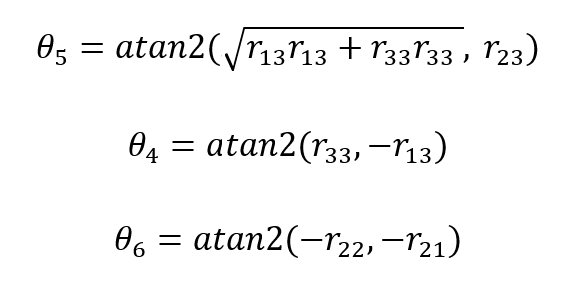 θ₅ = atan2(√r₁₃r₁₃ + r₃₃r₃₃, r₂₃)
θ₄ = atan2(r₃₃, −r₁₃)
θ₆ = atan2(−r₂₂, −r₂₁)